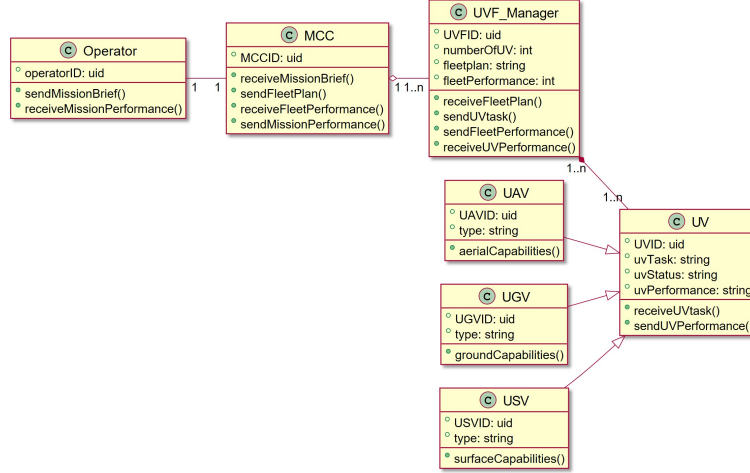 C Operator
operatorID: uid
sendMissionBrief()
receiveMissionPerformance()
1
1
C MCC
MCCID: uid
receiveMissionBrief()
sendFleetPlan()
receiveFleetPerformance()
sendMissionPerformance()
1
1..n
C UVF_Manager
UVFID: uid
numberOfUV: int
fleetplan: string
fleetPerformance: int
receiveFleetPlan()
sendUVtask()
sendFleetPerformance()
receiveUVPerformance()
1..n
1..n
C UAV
UAVID: uid
type: string
aerialCapabilities()
C UV
UVID: uid
uvTask: string
uvStatus: string
uvPerformance: string
receiveUVtask()
sendUVPerformance(
C UGV
UGVID: uid
type: string
groundCapabilities()
C USV
USVID: uid
type: string
surfaceCapabilities()